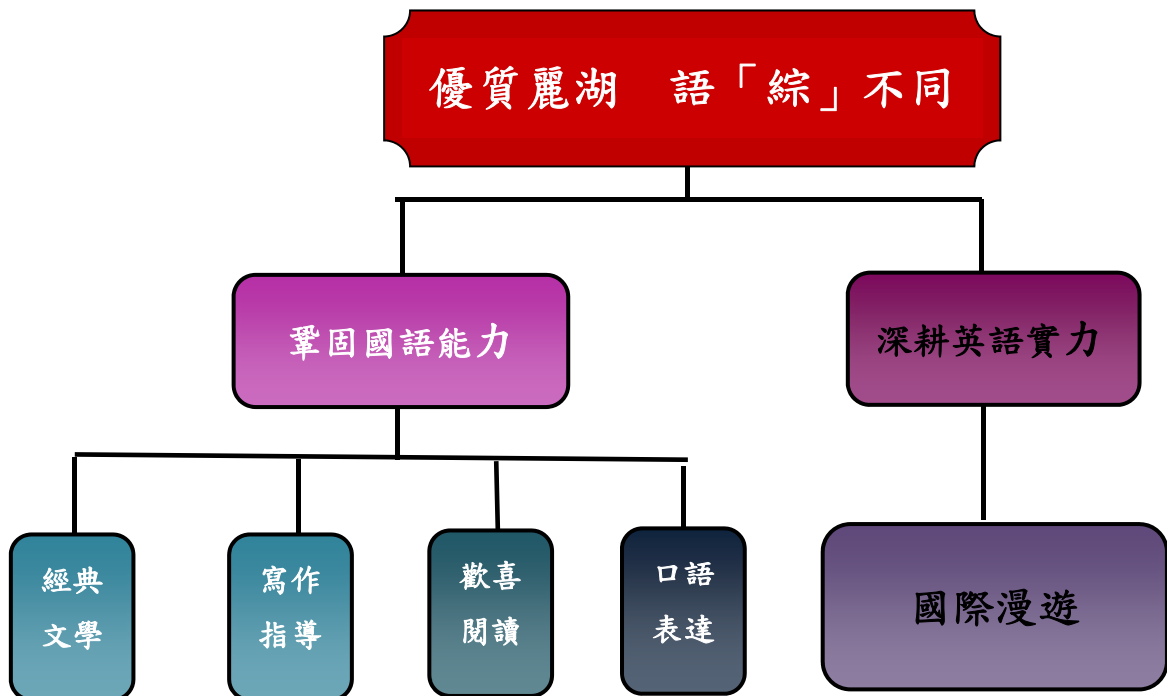 優質麗湖　語「綜」不同
鞏固國語能力
深耕英語實力
經典
文學
寫作
指導
歡喜
閱讀
口語
表達
國際漫遊